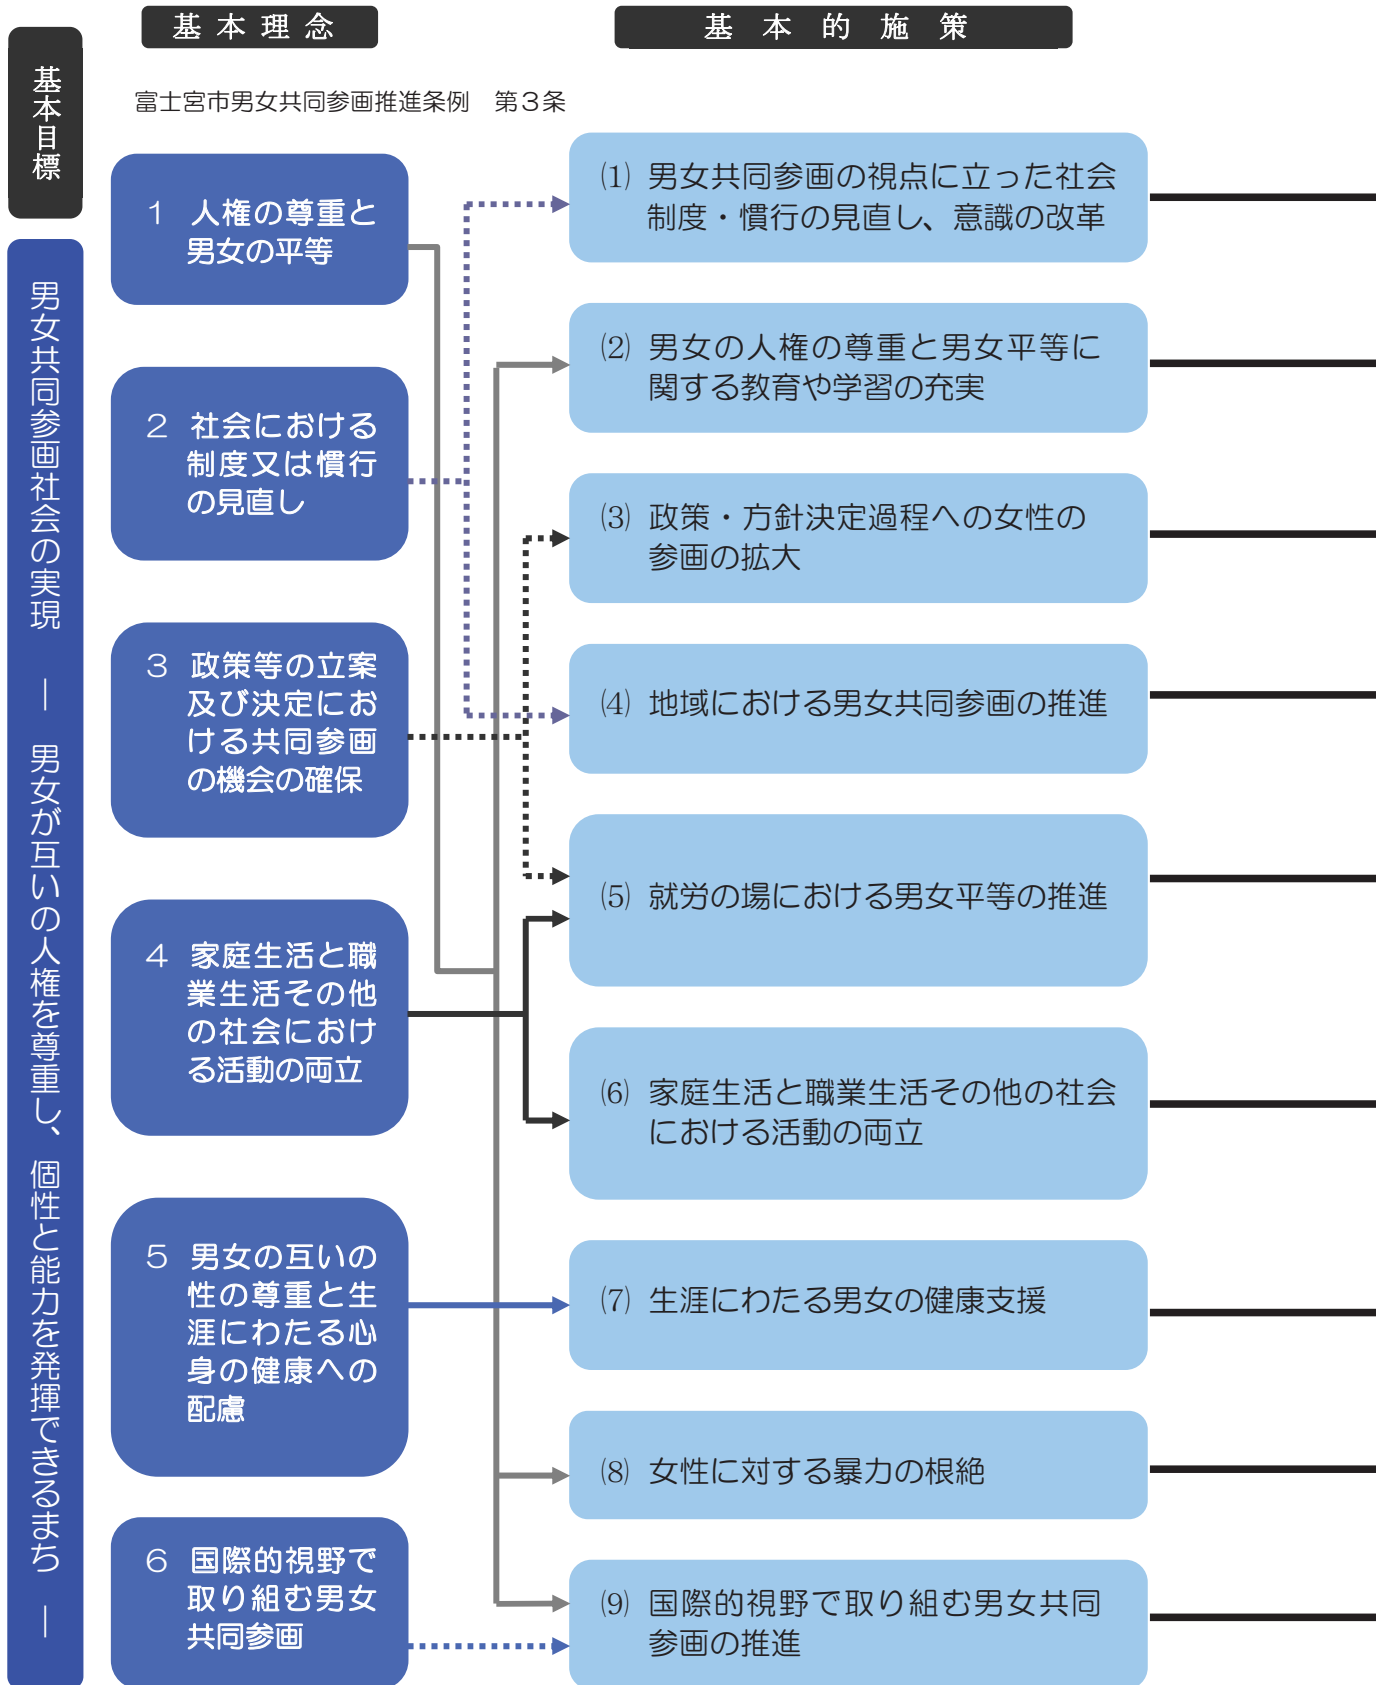 基本目標
男女共同参画社会の実現 ― 男女が互いの人権を尊重し、個性と能力を発揮できるまち ―
基本理念
富士宮市男女共同参画推進条例　第３条
１ 人権の尊重と
男女の平等
２ 社会における
制度又は慣行
の見直し
３ 政策等の立案
及び決定にお
ける共同参画
の機会の確保
４ 家庭生活と職
業生活その他
の社会におけ
る活動の両立
５ 男女の互いの
性の尊重と生
涯にわたる心
身の健康への
配慮
６ 国際的視野で
取り組む男女
共同参画
基本的施策
⑴ 男女共同参画の視点に立った社会
制度・慣行の見直し、意識の改革
⑵ 男女の人権の尊重と男女平等に
関する教育や学習の充実
⑶ 政策・方針決定過程への女性の
参画の拡大
⑷ 地域における男女共同参画の推進
⑸ 就労の場における男女平等の推進
⑹ 家庭生活と職業生活その他の社会
における活動の両立
⑺ 生涯にわたる男女の健康支援
⑻ 女性に対する暴力の根絶
⑼ 国際的視野で取り組む男女共同
参画の推進